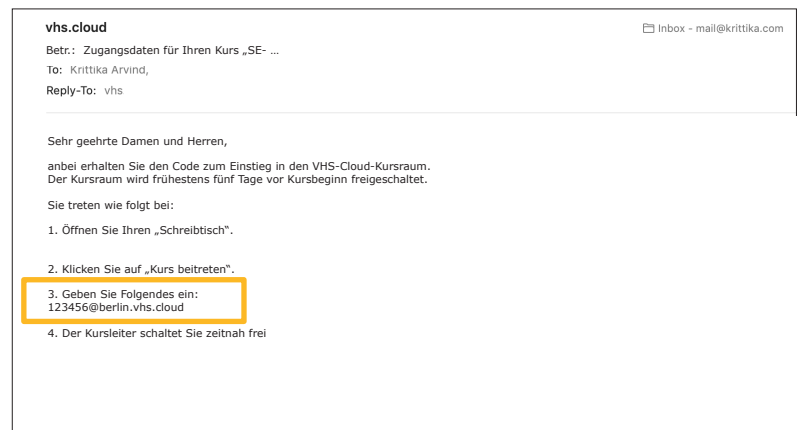 vhs.cloud
Inbox - mail@krittika.com
Betr.: Zugangsdaten für Ihren Kurs „SE- ...
To: Krittika Arvind,
Reply-To: vhs
Sehr geehrte Damen und Herren,
anbei erhalten Sie den Code zum Einstieg in den VHS-Cloud-Kursraum.
Der Kursraum wird frühestens fünf Tage vor Kursbeginn freigeschaltet.
Sie treten wie folgt bei:
1. Öffnen Sie Ihren „Schreibtisch“.
2. Klicken Sie auf „Kurs beitreten“.
3. Geben Sie Folgendes ein:
123456@berlin.vhs.cloud
4. Der Kursleiter schaltet Sie zeitnah frei